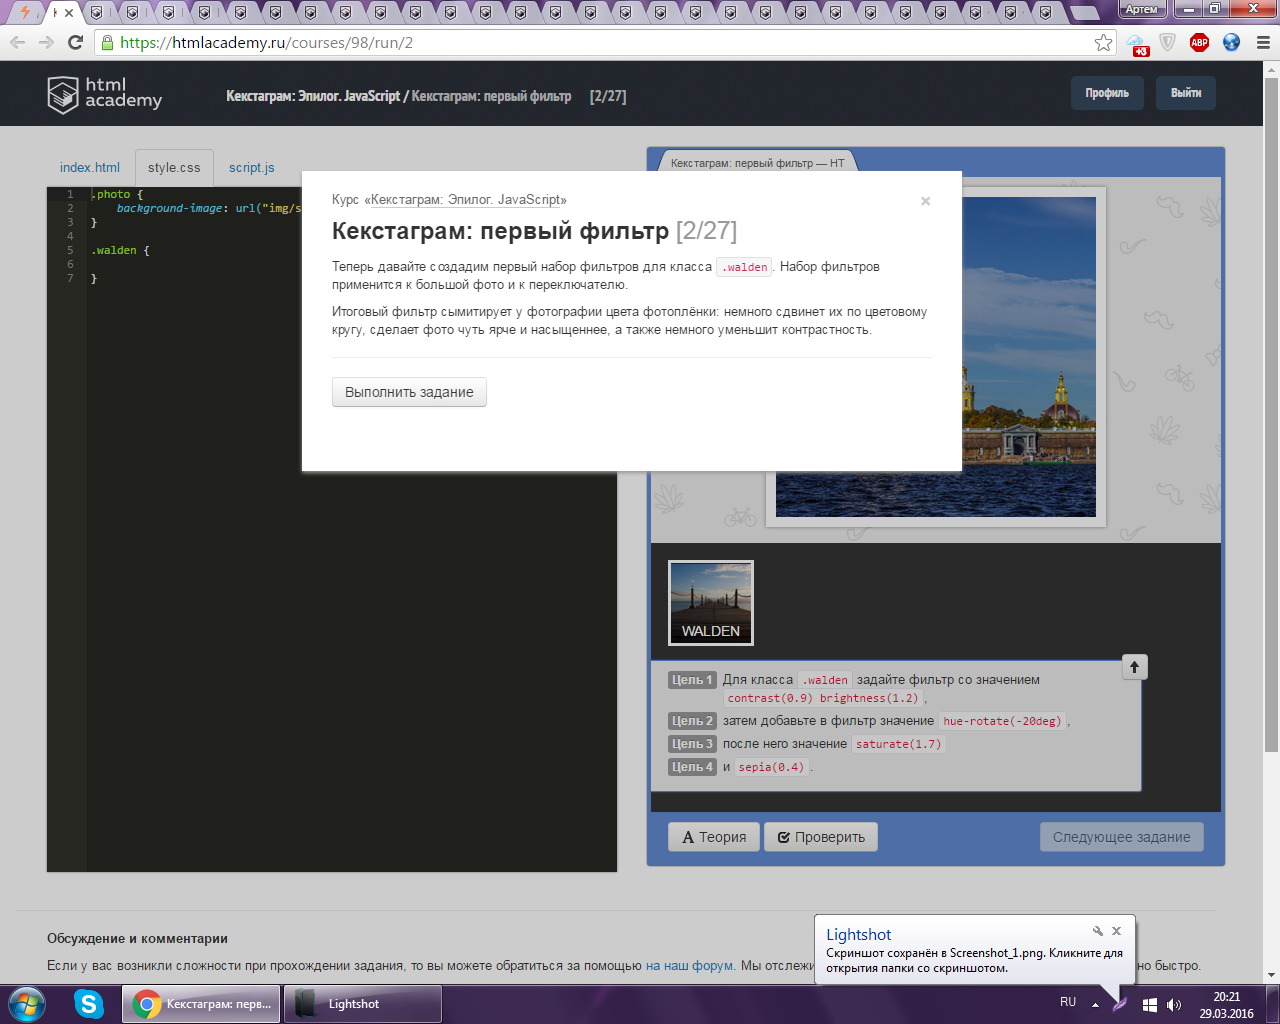 Артем
https://htmlacademy.ru/courses/98/run/2
+3
ABP
html
academy
Кекстаграм: Эпилог. JavaScript / Кекстаграм: первый фильтр [2/27]
Профиль
Выйти
index.html
style.css
script.js
Кекстаграм: первый фильтр — HT
1 .photo {
2 background-image: url("img/s
3 }
4
5 .walden {
6
7 }
Курс «Кекстаграм: Эпилог. JavaScript»
Кекстаграм: первый фильтр [2/27]
Теперь давайте создадим первый набор фильтров для класса .walden. Набор фильтров
применится к большой фото и к переключателю.
Итоговый фильтр сымитирует у фотографии цвета фотоплёнки: немного сдвинет их по цветовому
кругу, сделает фото чуть ярче и насыщеннее, а также немного уменьшит контрастность.
Выполнить задание
WALDEN
Цель 1 Для класса .walden задайте фильтр со значением
contrast(0.9) brightness(1.2),
Цель 2 затем добавьте в фильтр значение hue-rotate(-20deg),
Цель 3 после него значение saturate(1.7)
Цель 4 и sepia(0.4).
Теория
Проверить
Следующее задание
Обсуждение и комментарии
Если у вас возникли сложности при прохождении задания, то вы можете обратиться за помощью на наш форум. Мы отслежи
но быстро.
Lightshot
Скриншот сохранён в Screenshot_1.png. Кликните для
открытия папки со скриншотом.
Кекстаграм: перв...
Lightshot
RU
20:21
29.03.2016